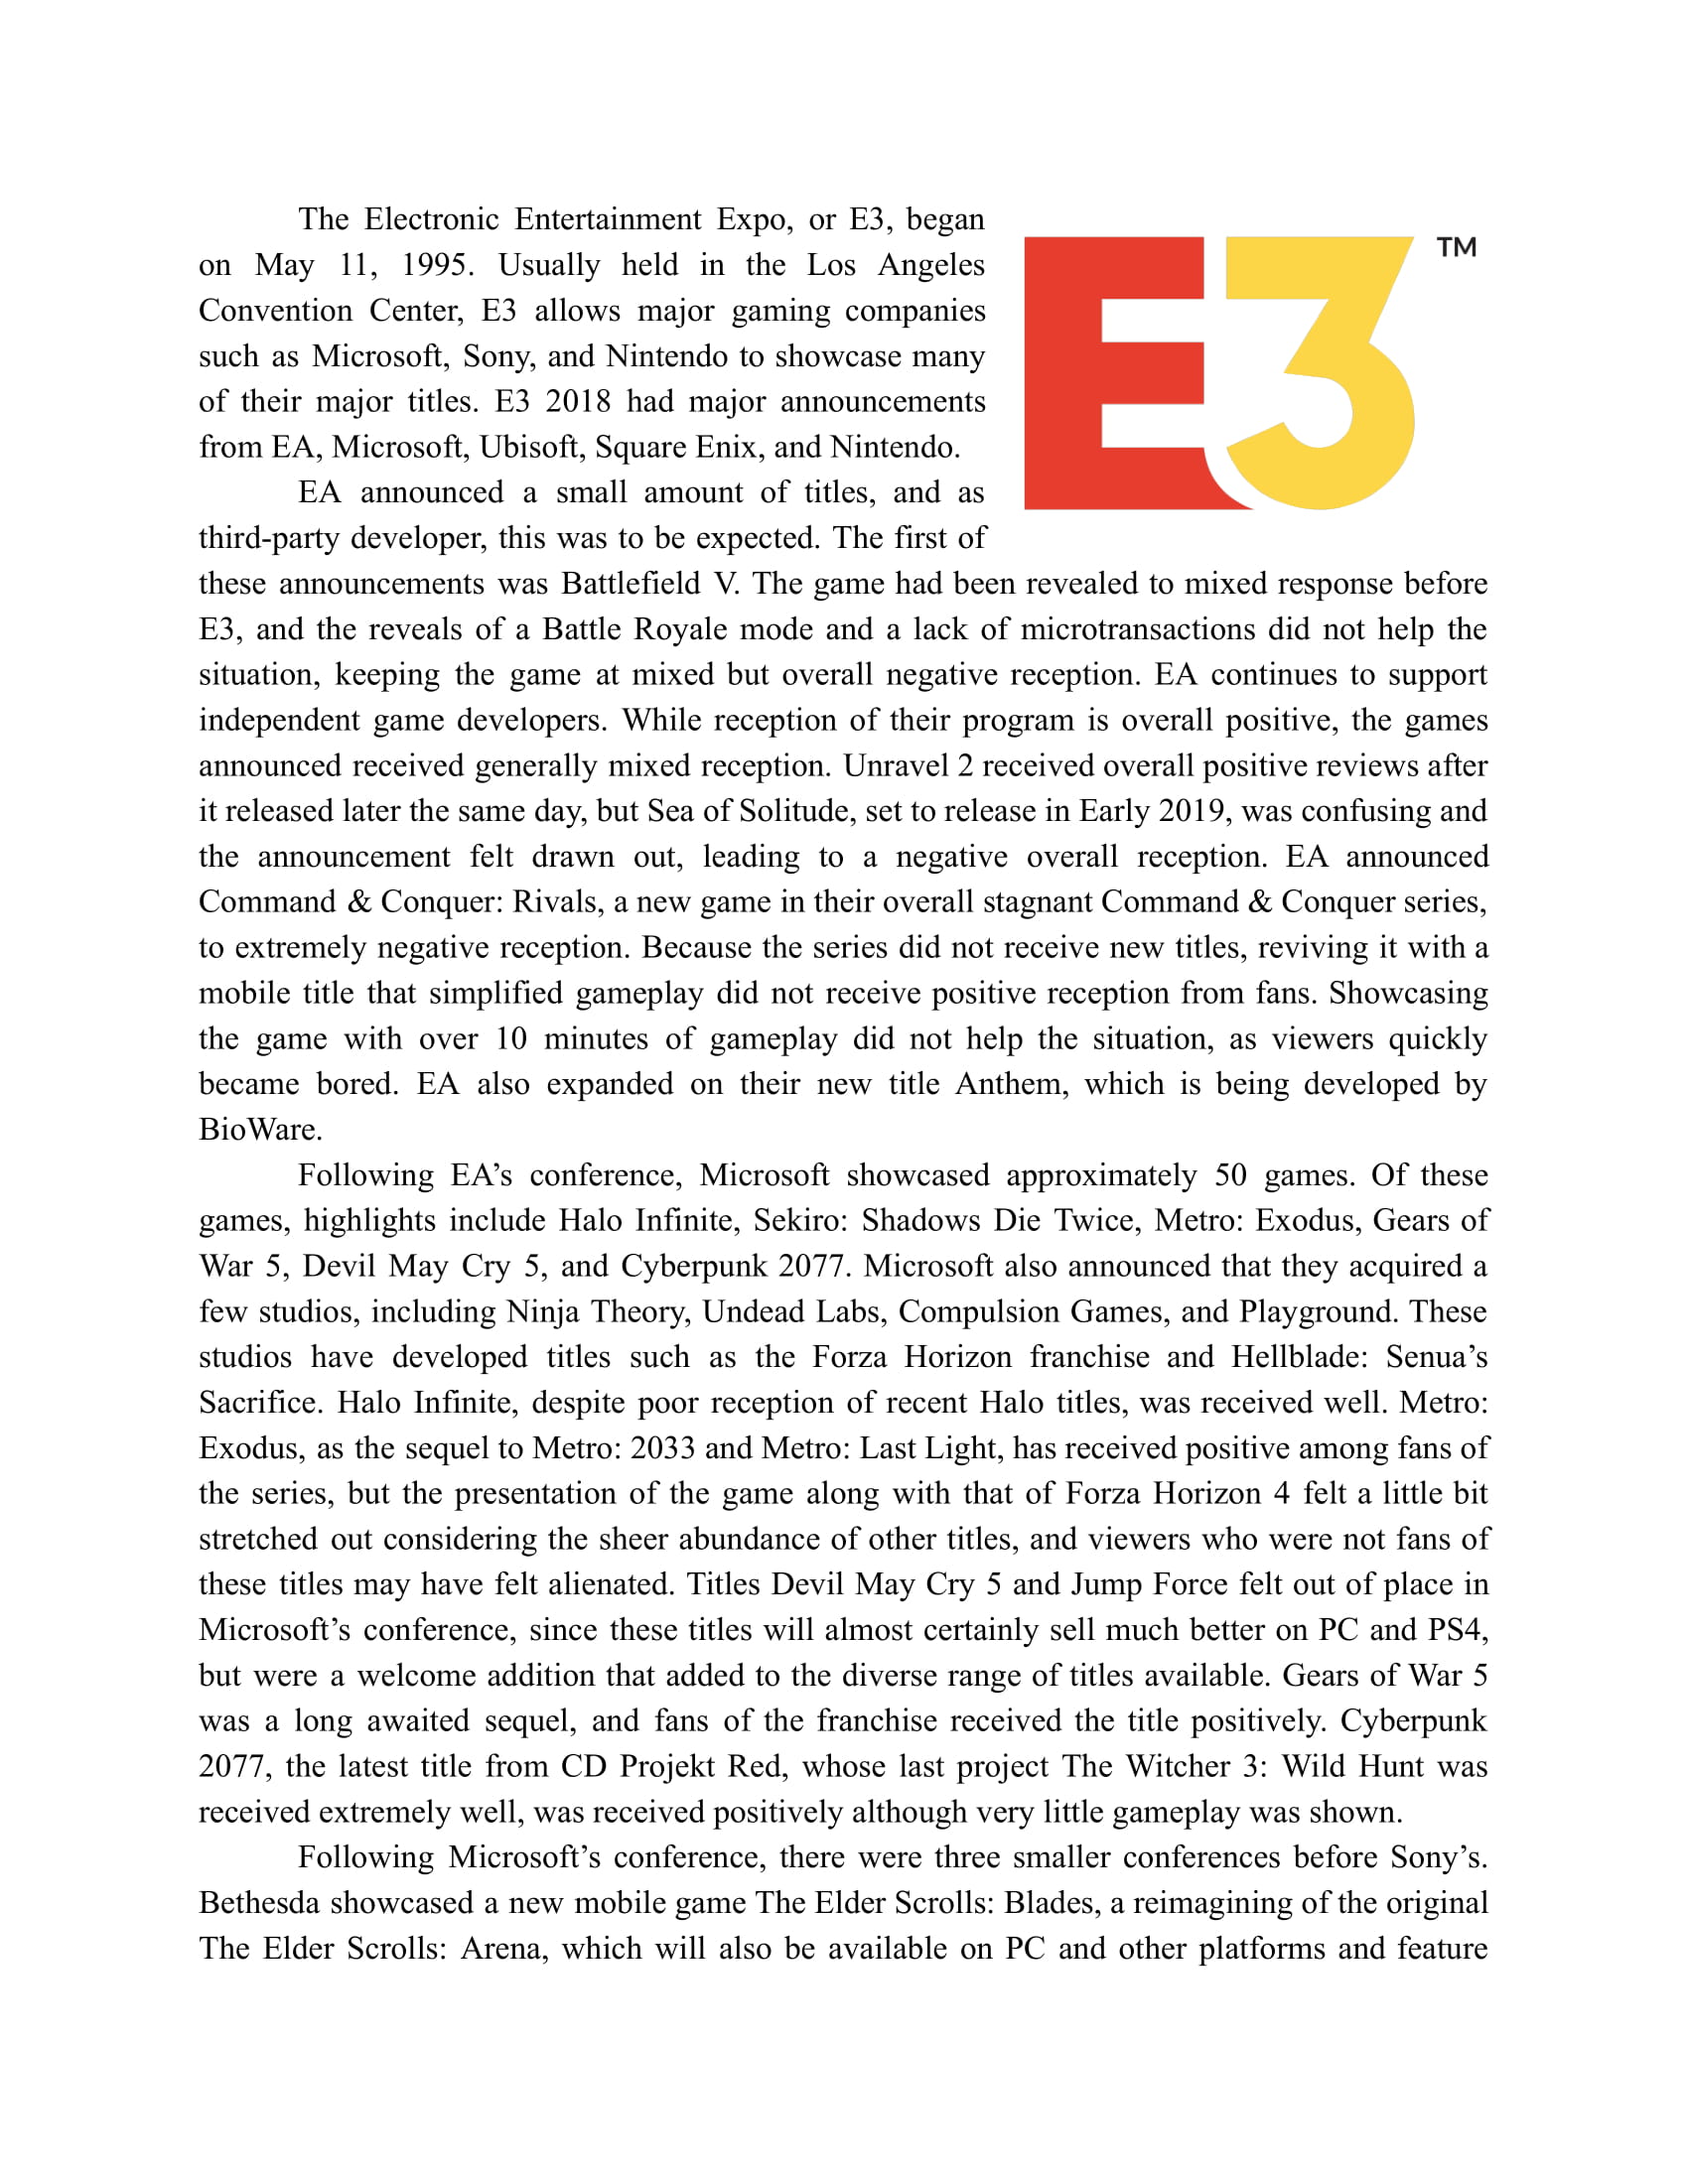 The Electronic Entertainment Expo, or E3, began
on May 11, 1995. Usually held in the Los Angeles
Convention Center, E3 allows major gaming companies
such as Microsoft, Sony, and Nintendo to showcase many
of their major titles. E3 2018 had major announcements
from EA, Microsoft, Ubisoft, Square Enix, and Nintendo.
E3 TM
EA announced a small amount of titles, and as
third-party developer, this was to be expected. The first of
these announcements was Battlefield V. The game had been revealed to mixed response before
E3, and the reveals of a Battle Royale mode and a lack of microtransactions did not help the
situation, keeping the game at mixed but overall negative reception. EA continues to support
independent game developers. While reception of their program is overall positive, the games
announced received generally mixed reception. Unravel 2 received overall positive reviews after
it released later the same day, but Sea of Solitude, set to release in Early 2019, was confusing and
the announcement felt drawn out, leading to a negative overall reception. EA announced
Command & Conquer: Rivals, a new game in their overall stagnant Command & Conquer series,
to extremely negative reception. Because the series did not receive new titles, reviving it with a
mobile title that simplified gameplay did not receive positive reception from fans. Showcasing
the game with over 10 minutes of gameplay did not help the situation, as viewers quickly
became bored. EA also expanded on their new title Anthem, which is being developed by
BioWare.
Following EA’s conference, Microsoft showcased approximately 50 games. Of these
games, highlights include Halo Infinite, Sekiro: Shadows Die Twice, Metro: Exodus, Gears of
War 5, Devil May Cry 5, and Cyberpunk 2077. Microsoft also announced that they acquired a
few studios, including Ninja Theory, Undead Labs, Compulsion Games, and Playground. These
studios have developed titles such as the Forza Horizon franchise and Hellblade: Senua’s
Sacrifice. Halo Infinite, despite poor reception of recent Halo titles, was received well. Metro:
Exodus, as the sequel to Metro: 2033 and Metro: Last Light, has received positive among fans of
the series, but the presentation of the game along with that of Forza Horizon 4 felt a little bit
stretched out considering the sheer abundance of other titles, and viewers who were not fans of
these titles may have felt alienated. Titles Devil May Cry 5 and Jump Force felt out of place in
Microsoft’s conference, since these titles will almost certainly sell much better on PC and PS4,
but were a welcome addition that added to the diverse range of titles available. Gears of War 5
was a long awaited sequel, and fans of the franchise received the title positively. Cyberpunk
2077, the latest title from CD Projekt Red, whose last project The Witcher 3: Wild Hunt was
received extremely well, was received positively although very little gameplay was shown.
Following Microsoft’s conference, there were three smaller conferences before Sony’s.
Bethesda showcased a new mobile game The Elder Scrolls: Blades, a reimagining of the original
The Elder Scrolls: Arena, which will also be available on PC and other platforms and feature